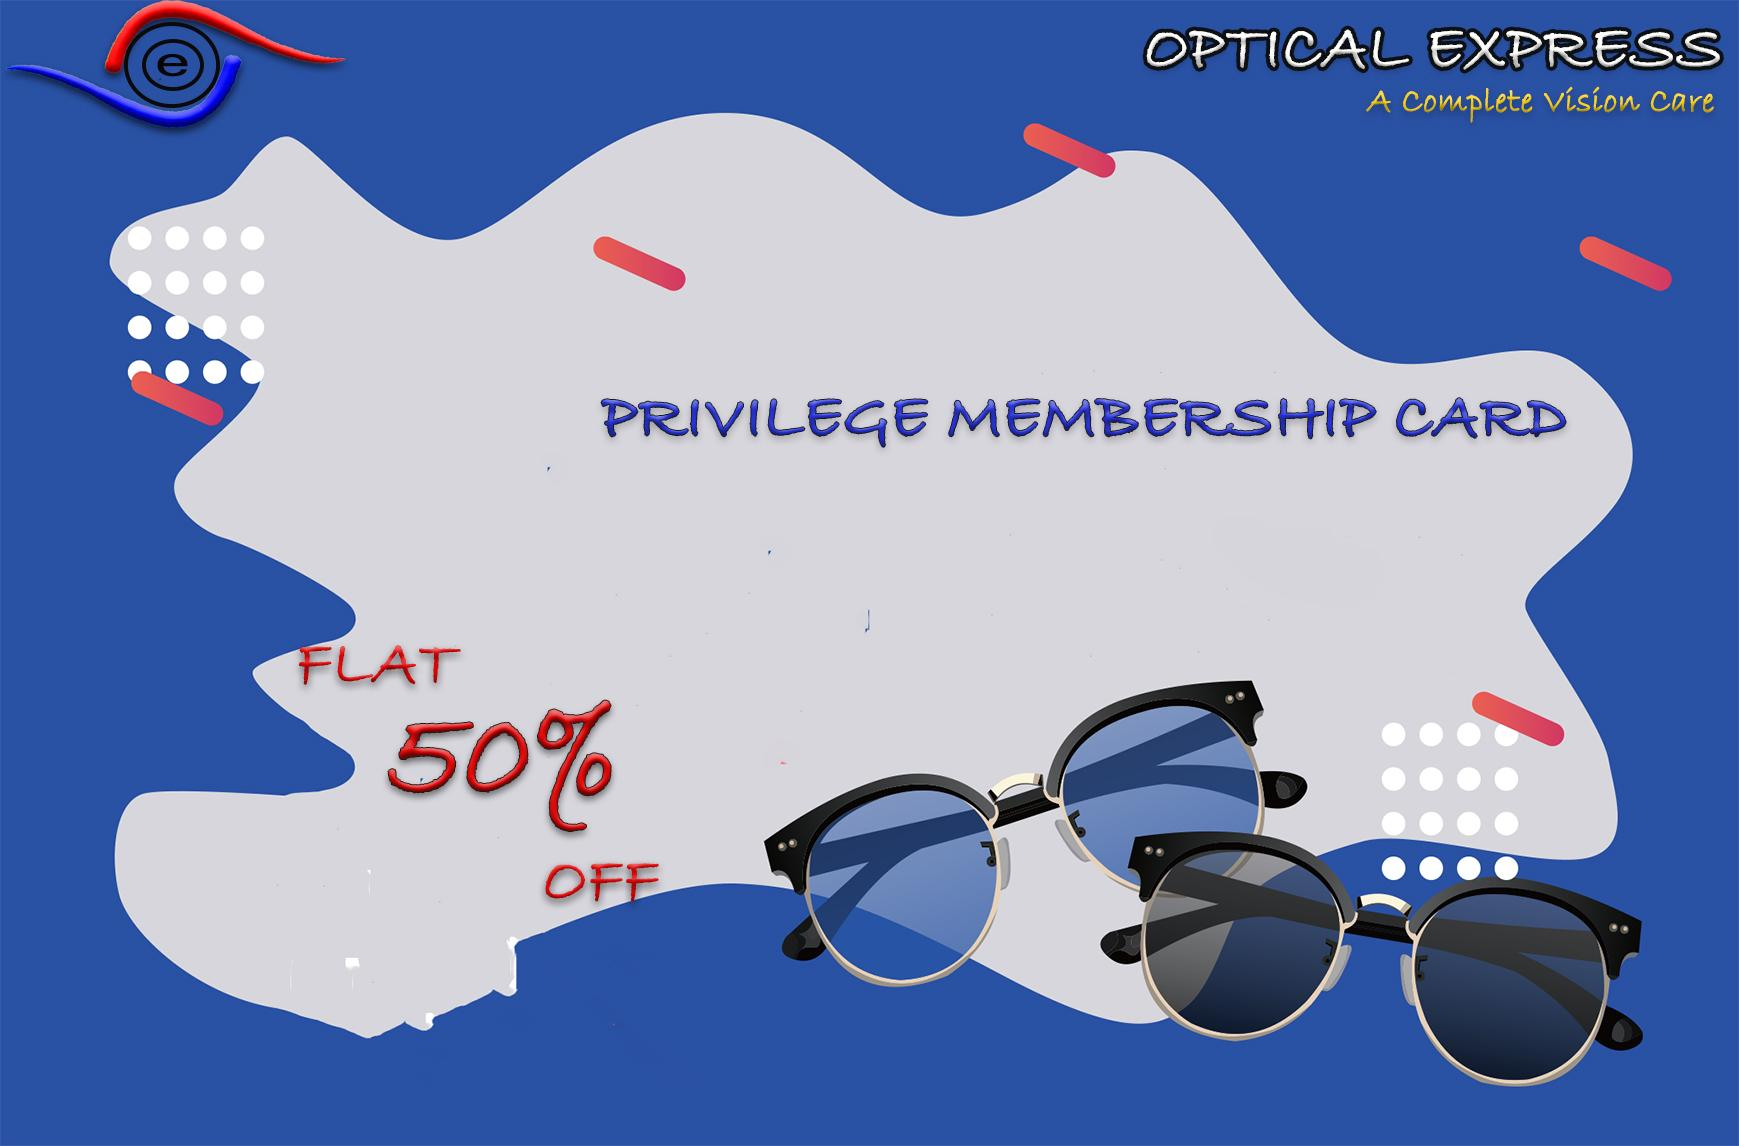 e
OPTICAL EXPRESS
A Complete Vision Care
PRIVILEGE MEMBERSHIP CARD
FLAT
50%
OFF